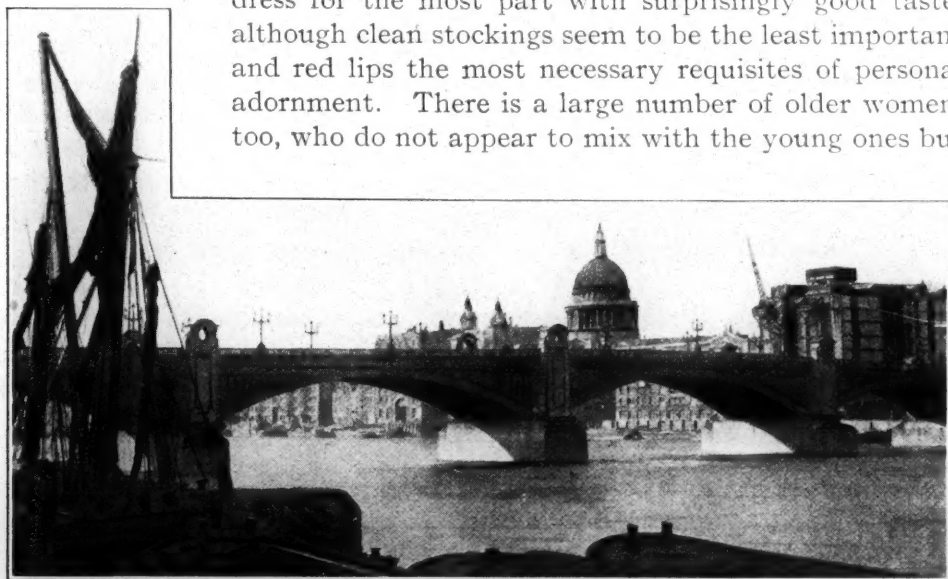 dress for the most part with surprisingly good taste
although clean stockings seem to be the least importan
and red lips the most necessary requisites of persona
adornment. There is a large number of older women
too, who do not appear to mix with the young ones bu